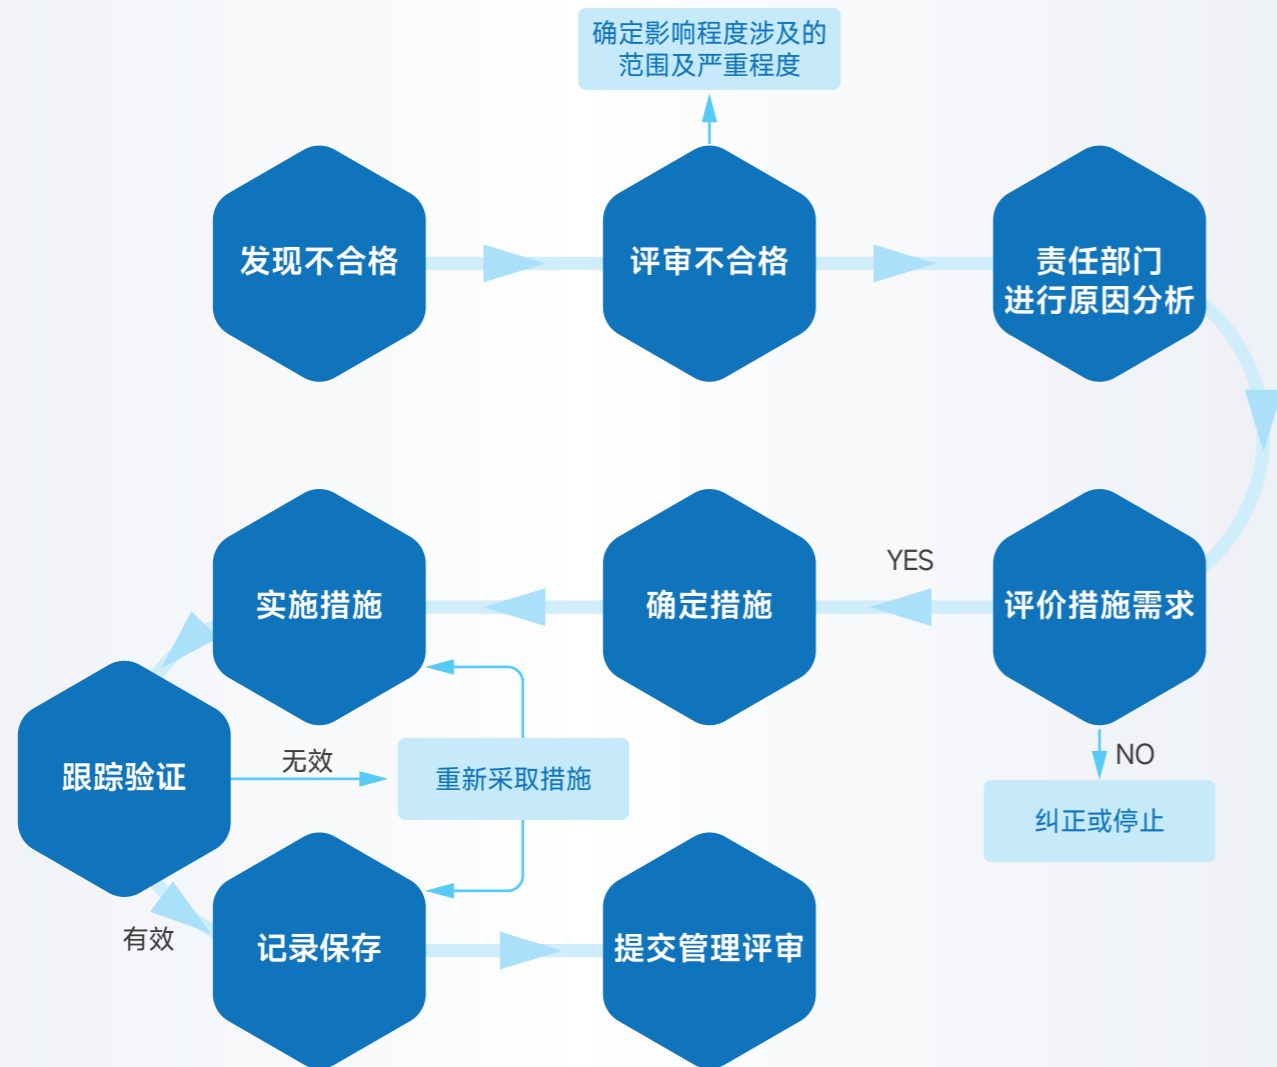 确定影响程度涉及的
范围及严重程度
发现不合格
评审不合格
责任部门
进行原因分析
YES
实施措施
确定措施
评价措施需求
NO
无效
跟踪验证
重新采取措施
纠正或停止
有效
记录保存
提交管理评审